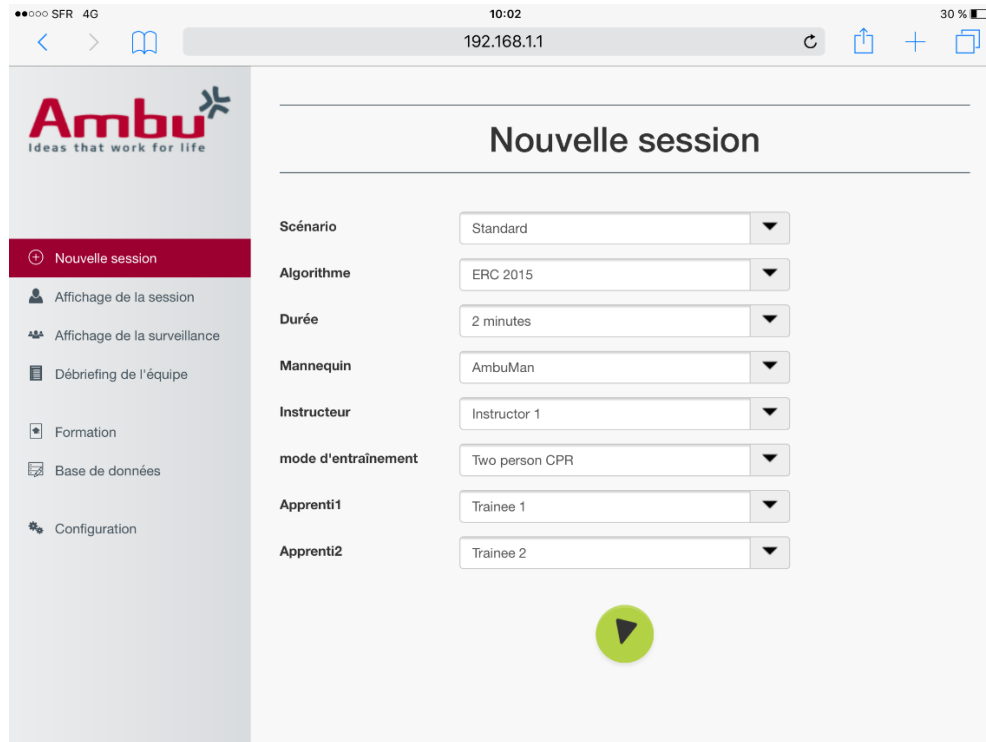 SFR 4G
10:02
30 %
192.168.1.1
Ambu
Ideas that work for life
Nouvelle session
Affichage de la session
Affichage de la surveillance
Débriefing de l'équipe
Formation
Base de données
Configuration
Nouvelle session
Scénario Standard
Algorithme ERC 2015
Durée 2 minutes
Mannequin AmbuMan
Instructeur Instructor 1
mode d'entraînement Two person CPR
Apprenti1 Trainee 1
Apprenti2 Trainee 2